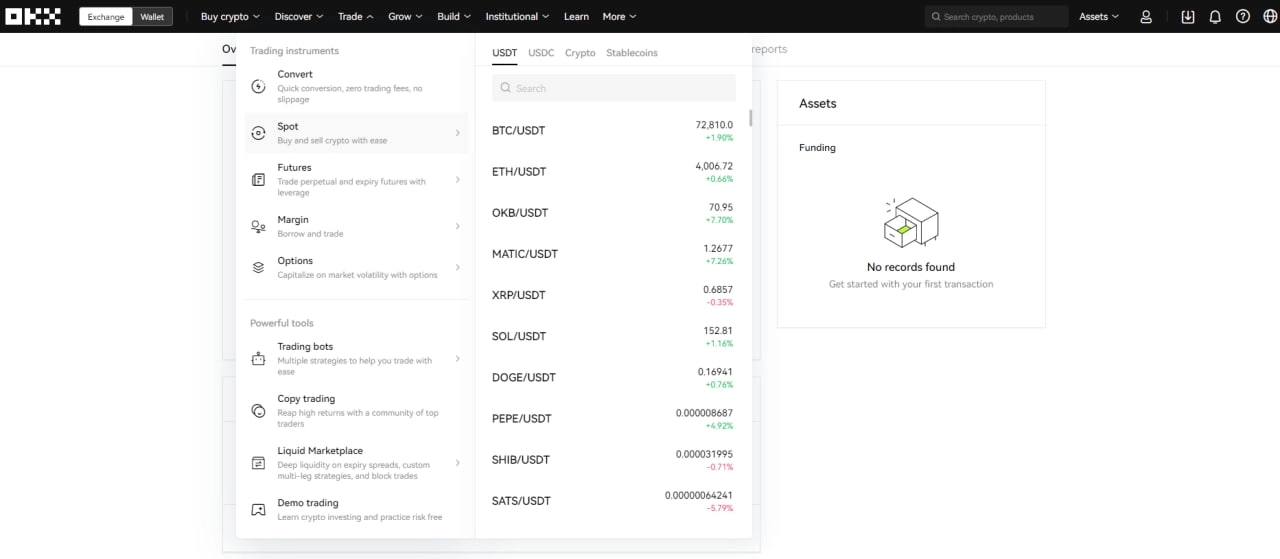 OKX
Exchange
Wallet
Buy crypto
Discover
Trade
Grow
Build
Institutional
Learn
More
Search crypto, products
Assets
Ov
reports
Trading instruments
Convert
Quick conversion, zero trading fees, no
slippage
Spot
Buy and sell crypto with ease
Futures
Trade perpetual and expiry futures with
leverage
Margin
Borrow and trade
Options
Capitalize on market volatility with options
Powerful tools
Trading bots
Multiple strategies to help you trade with
ease
Copy trading
Reap high returns with a community of top
traders
Liquid Marketplace
Deep liquidity on expiry spreads, custom
multi-leg strategies, and block trades
Demo trading
Learn crypto investing and practice risk free
USDT
USDC
Crypto
Stablecoins
Search
BTC/USDT
72,810.0
+1.90%
ETH/USDT
4,006.72
+0.66%
OKB/USDT
70.95
+7.70%
MATIC/USDT
1.2677
+7.26%
XRP/USDT
0.6857
-0.35%
SOL/USDT
152.81
+1.16%
DOGE/USDT
0.16941
+0.76%
PEPE/USDT
0.000008687
+4.92%
SHIB/USDT
0.000031995
-0.71%
SATS/USDT
0.00000064241
-5.79%
Assets
Funding
No records found
Get started with your first transaction